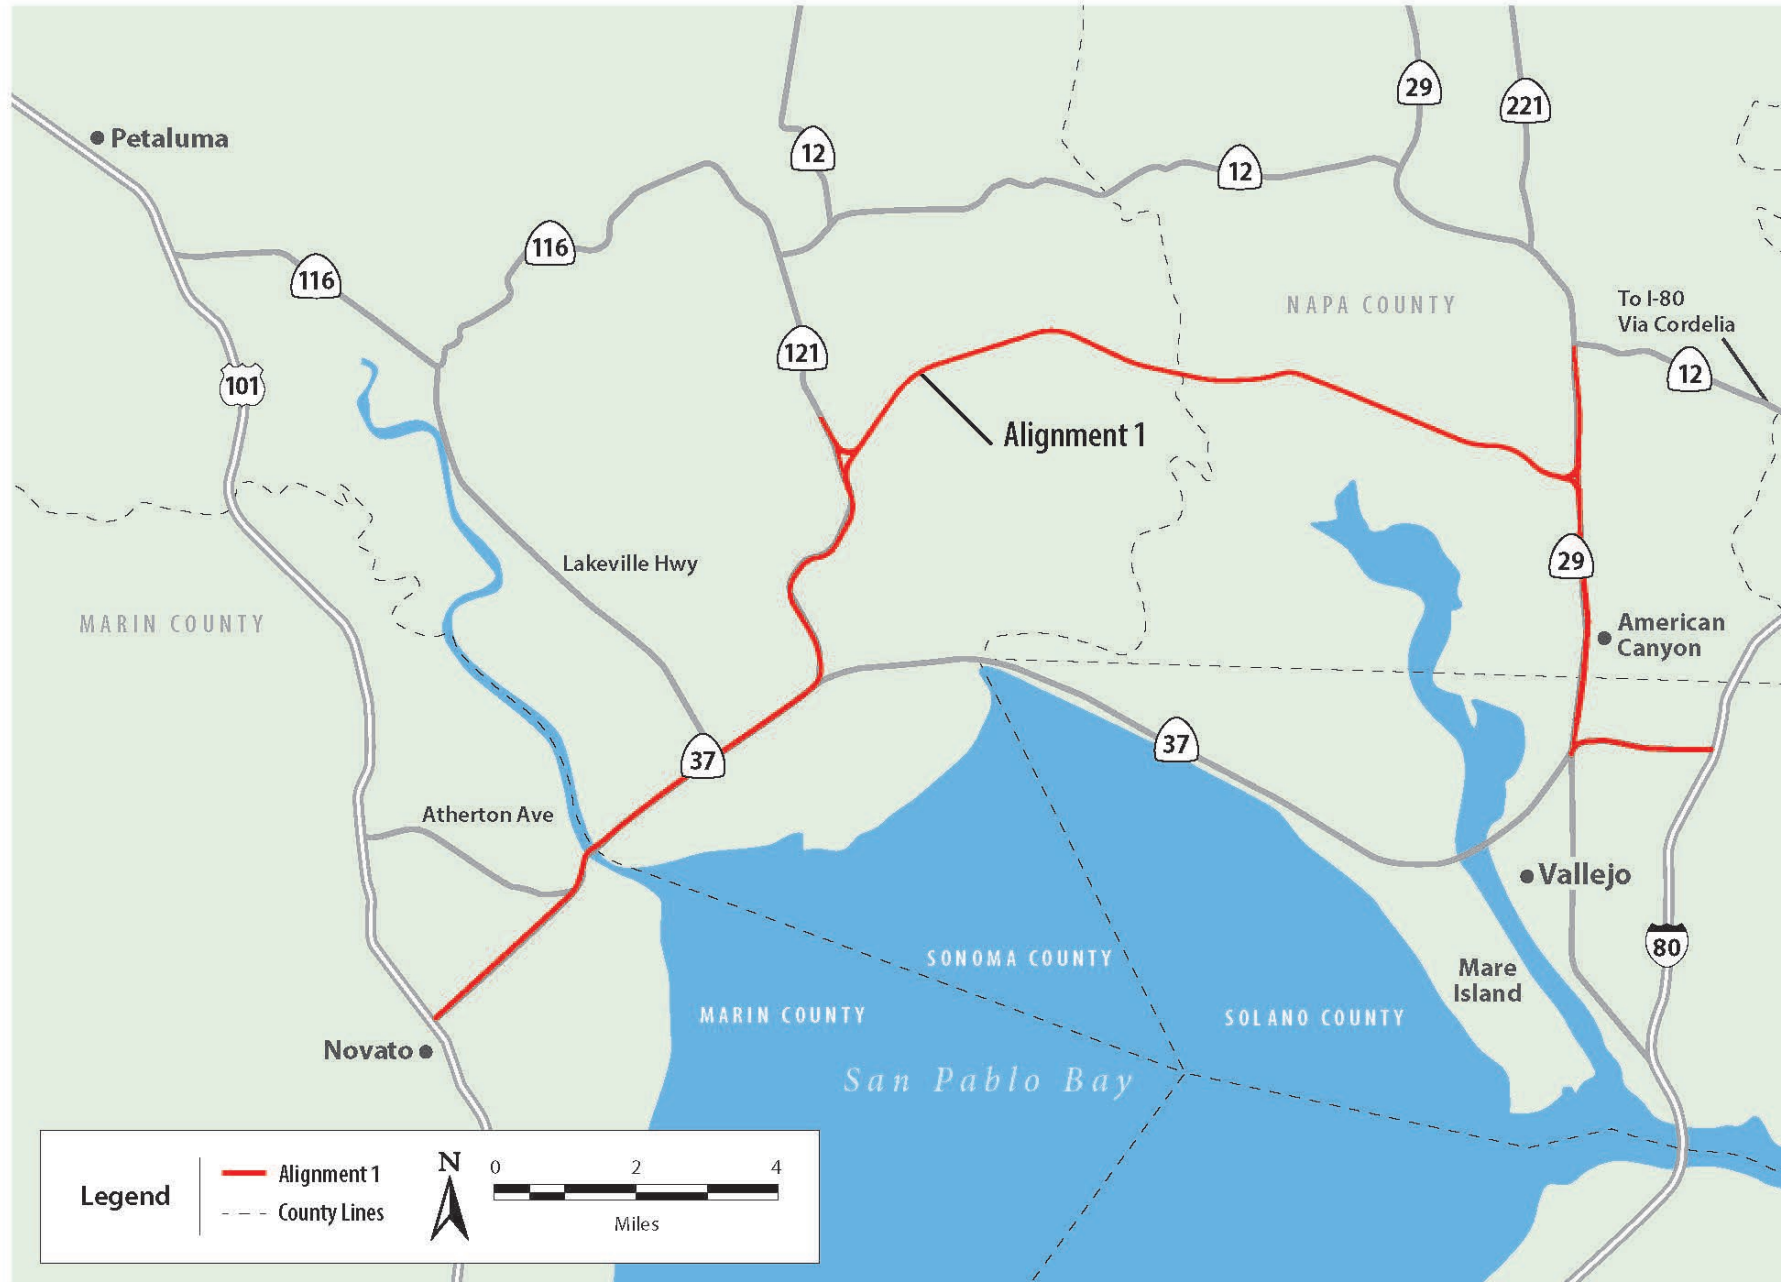 29
221
Petaluma
12
12
116
116
NAPA COUNTY
To I-80
Via Cordelia
121
12
101
Alignment 1
Lakeville Hwy
29
MARIN COUNTY
American
Canyon
37
37
Atherton Ave
Vallejo
80
SONOMA COUNTY
Mare
Island
MARIN COUNTY
SOLANO COUNTY
Novato
San Pablo Bay
Legend
Alignment 1
County Lines
N
0 2 4
Miles